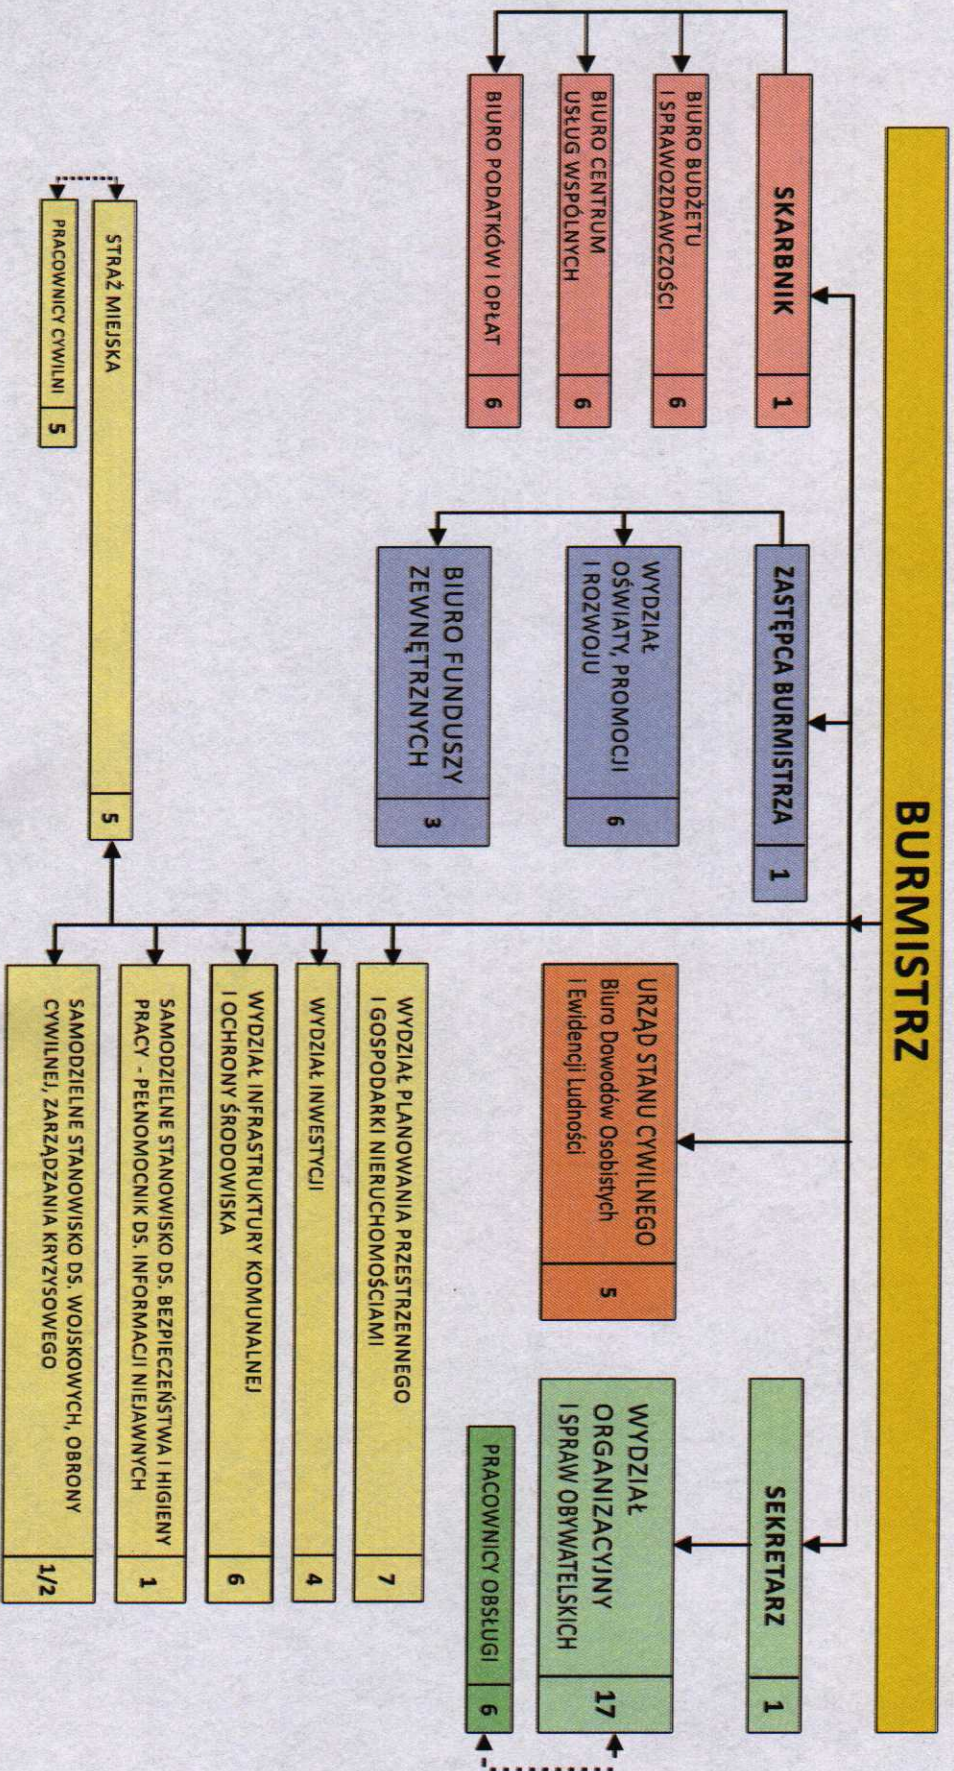 BURMISTRZ
SKARBNIK
1
BIURO BUDŻETU
I SPRAWOZDAWCZOŚCI
6
BIURO CENTRUM
USŁUG WSPÓLNYCH
6
BIURO PODATKÓW I OPŁAT
6
ZASTĘPCA BURMISTRZA
1
WYDZIAŁ
OŚWIATY, PROMOCJI
I ROZWOJU
6
BIURO FUNDUSZY
ZEWNĘTRZNYCH
3
URZĄD STANU CYWILNEGO
Biuro Dowodów Osobistych
i Ewidencji Ludności
5
SEKRETARZ
1
WYDZIAŁ
ORGANIZACYJNY
I SPRAW OBYWATELSKICH
17
PRACOWNICY OBSŁUGI
6
STRAŻ MIEJSKA
5
PRACOWNICY CYWILNI
5
WYDZIAŁ PLANOWANIA PRZESTRZENNEGO
I GOSPODARKI NIERUCHOMOŚCIAMI
7
WYDZIAŁ INWESTYCJI
4
WYDZIAŁ INFRASTRUKTURY KOMUNALNEJ
I OCHRONY ŚRODOWISKA
6
SAMODZIELNE STANOWISKO DS. BEZPIECZEŃSTWA I HIGIENY
PRACY - PEŁNOMOCNIK DS. INFORMACJI NIEJAWNYCH
1
SAMODZIELNE STANOWISKO DS. WOJSKOWYCH, OBRONY
CYWILNEJ, ZARZĄDZANIA KRYZYSOWEGO
1/2